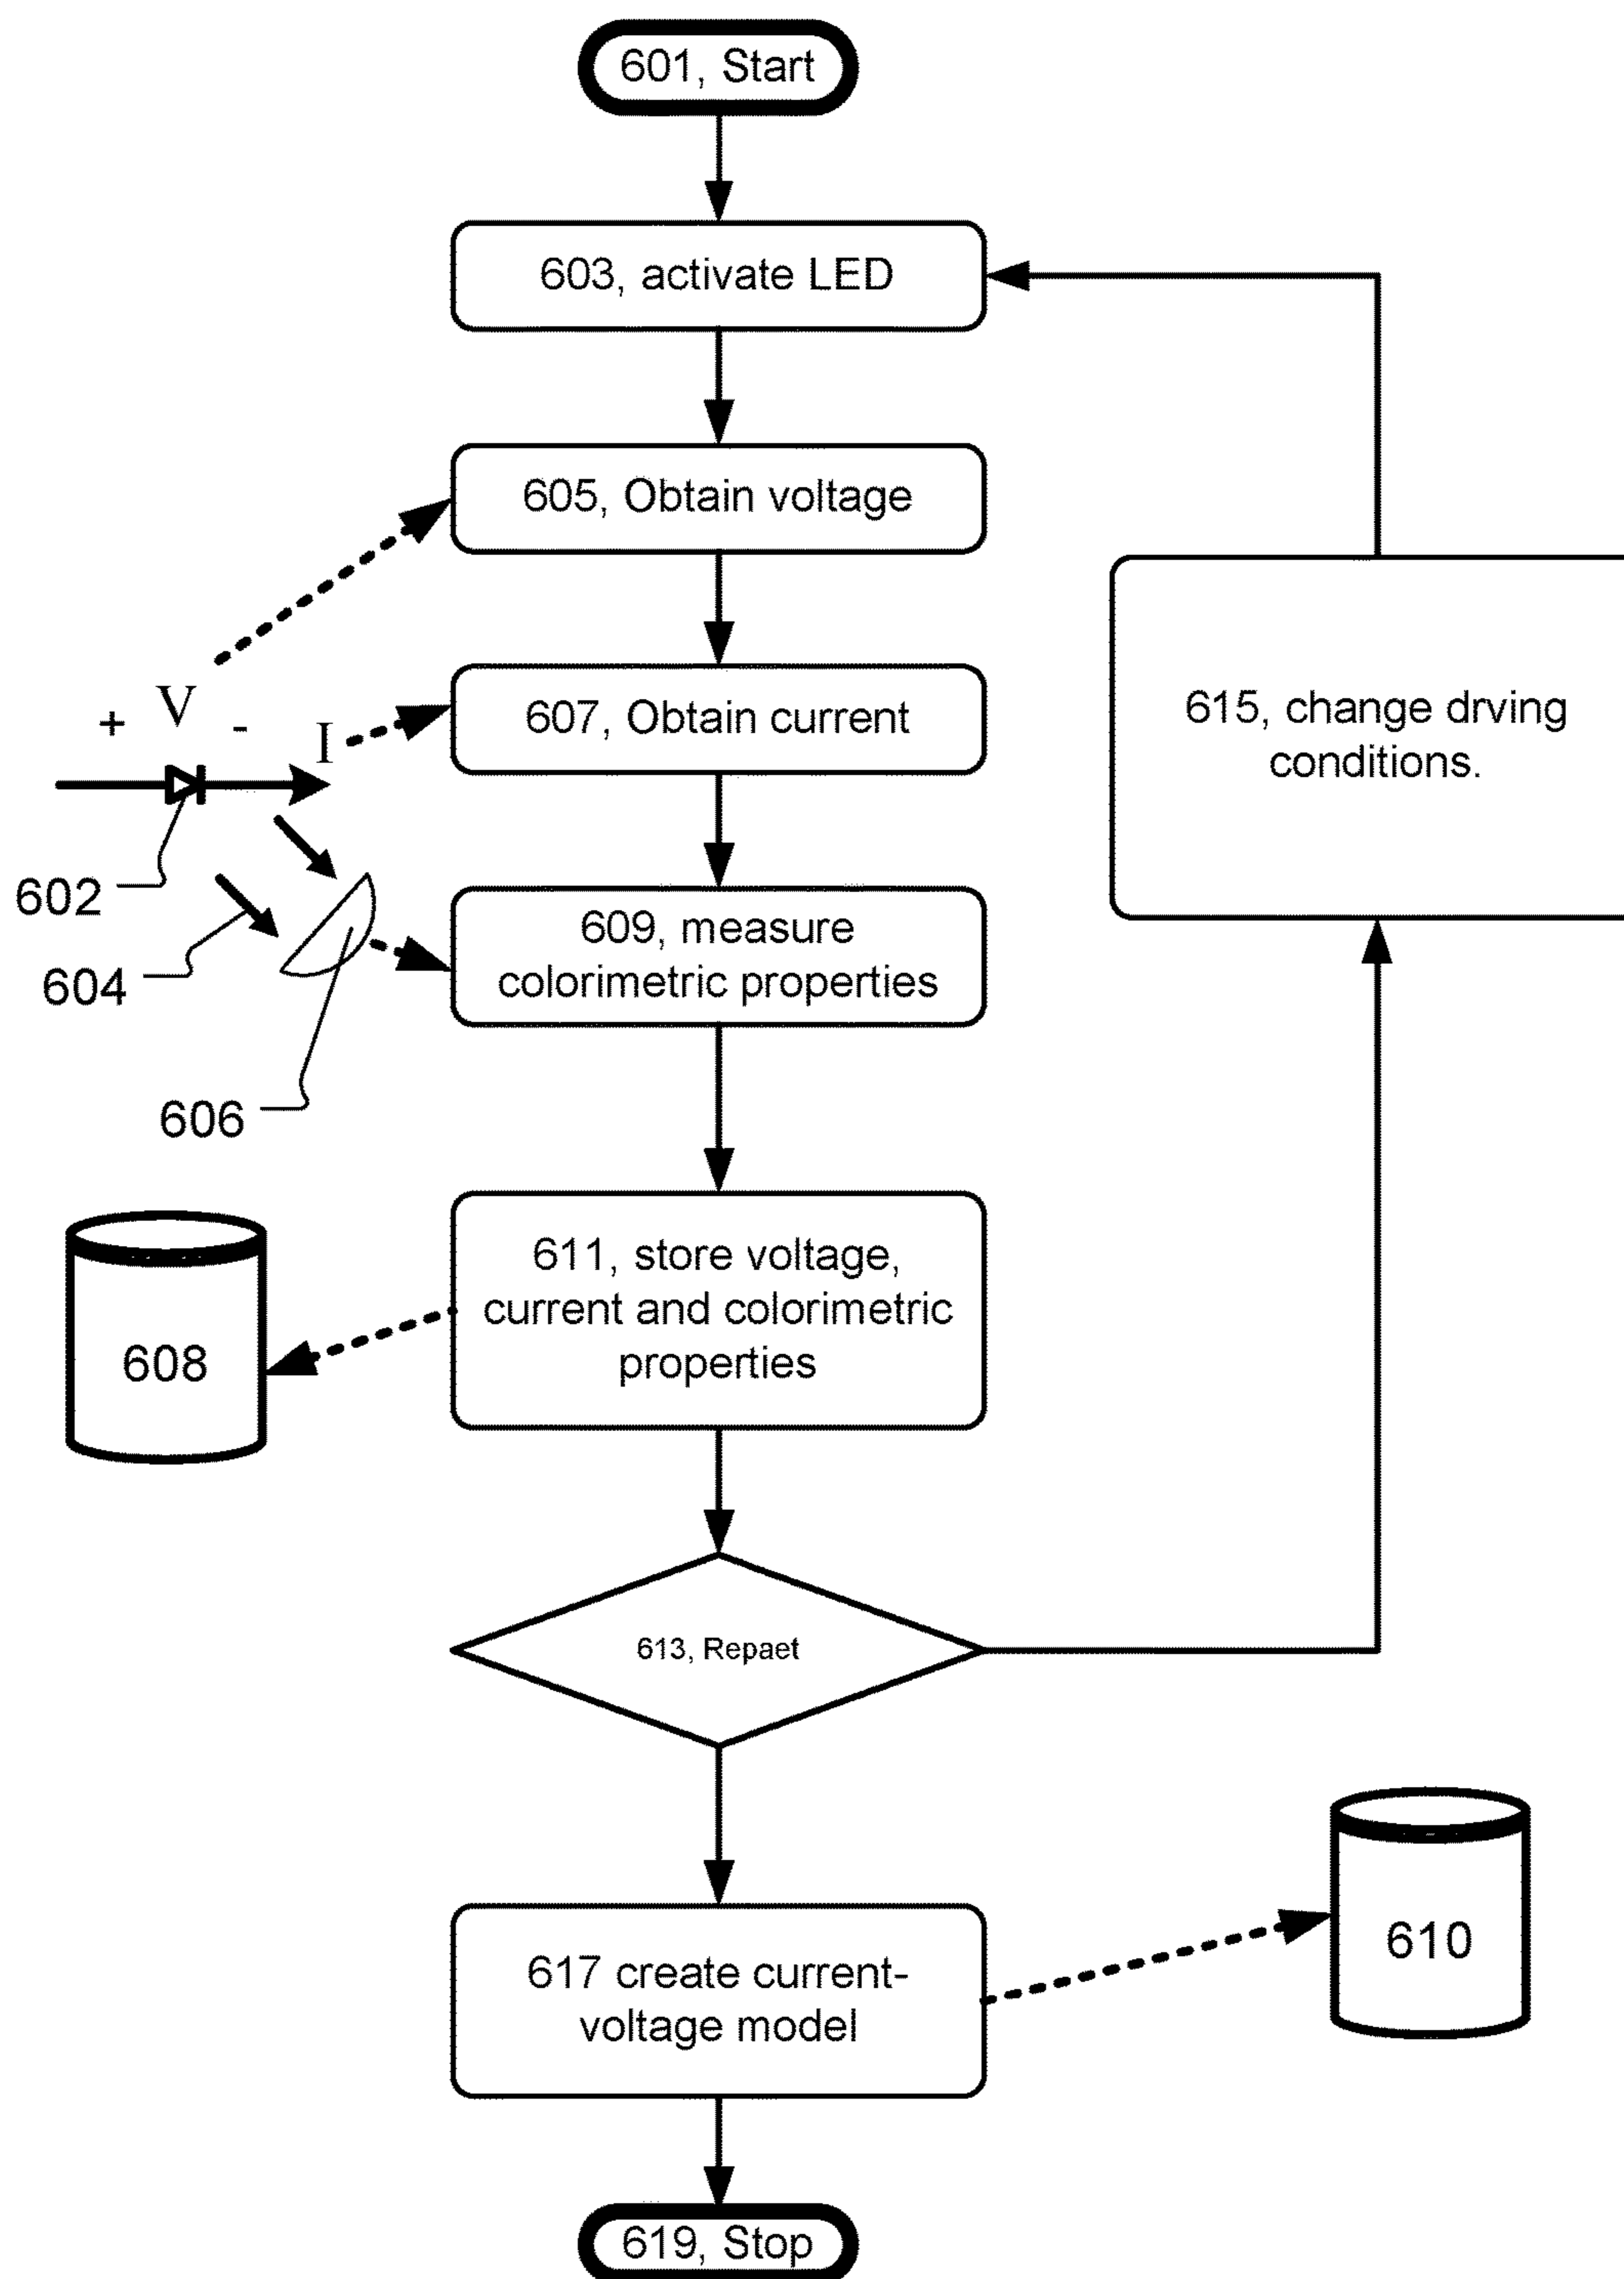 601, Start
603, activate LED
605, Obtain voltage
+ V -
I
607, Obtain current
615, change drving
conditions.
602
609, measure
colorimetric properties
604
606
611, store voltage,
current and colorimetric
properties
608
613, Repaet
617 create current-
voltage model
610
619, Stop